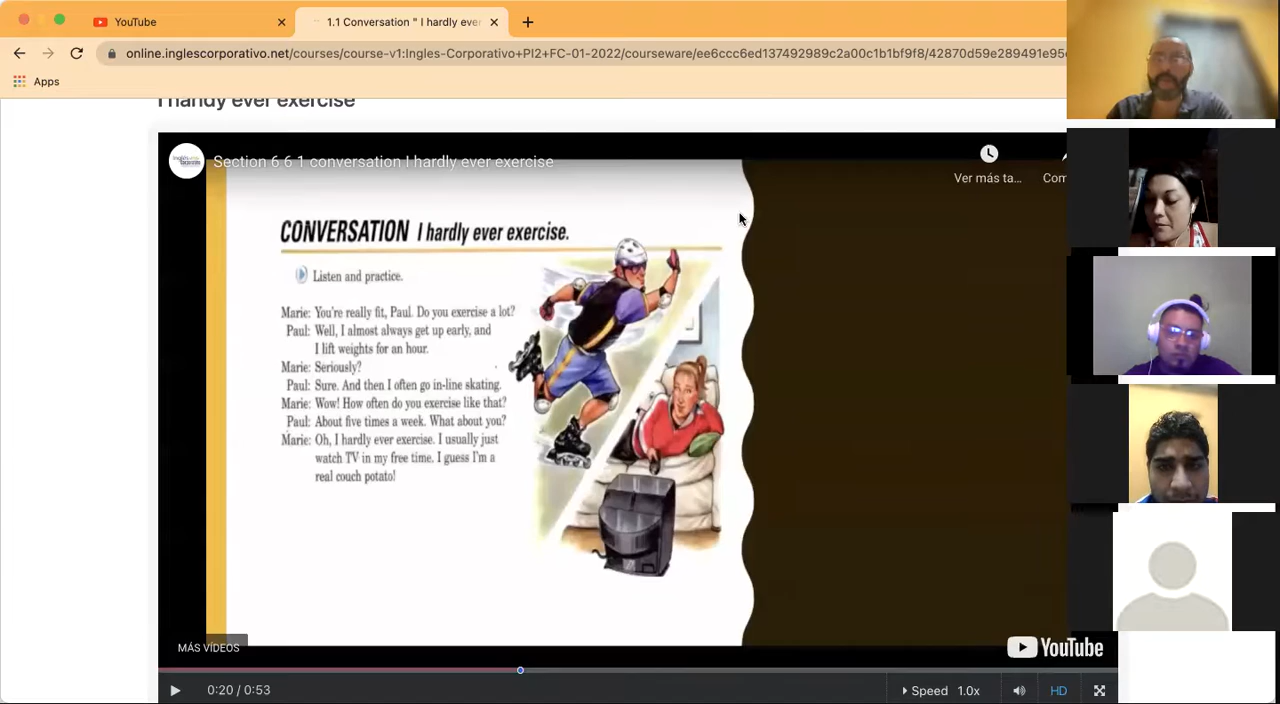 YouTube
1.1 Conversation " I hardly ever
online.inglescorporativo.net/courses/course-v1:Ingles-Corporativo+PI2+FC-01-2022/courseware/ee6ccc6ed137492989c2a00c1b1bf9f8/42870d59e289491e95
Apps
I hardly ever exercise
Section 6 6 1 conversation I hardly ever exercise
Ver más ta...
Com
CONVERSATION I hardly ever exercise.
Listen and practice.
Marie: You're really fit, Paul. Do you exercise a lot?
Paul: Well, I almost always get up early, and
I lift weights for an hour.
Marie: Seriously?
Paul: Sure. And then I often go in-line skating.
Marie: Wow! How often do you exercise like that?
Paul: About five times a week. What about you?
Marie: Oh, I hardly ever exercise. I usually just
watch TV in my free time. I guess I'm a
real couch potato!
MÁS VÍDEOS
YouTube
0:20 / 0:53
Speed 1.0x
HD